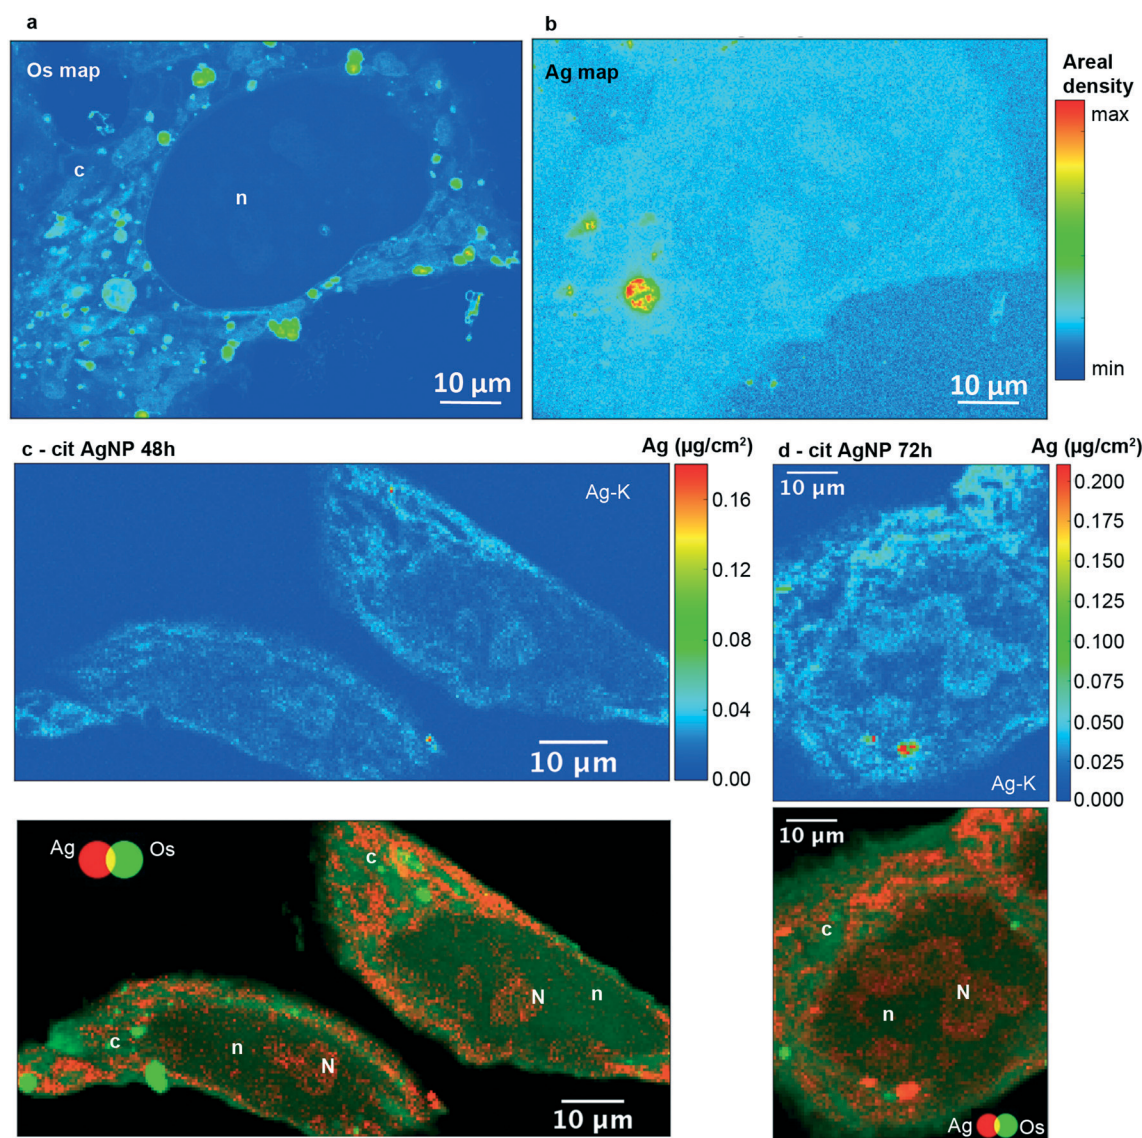 a
b
Os map
Ag map
Areal
density
max
min
c
n
10 µm
10 µm
c - cit AgNP 48h
Ag (µg/cm²)
d - cit AgNP 72h
Ag (µg/cm²)
Ag-K
0.16
0.12
0.08
0.04
0.00
10 µm
10 µm
0.200
0.175
0.150
0.125
0.100
0.075
0.050
0.025
0.000
Ag-K
Ag
Os
c
N
n
c
n
N
10 µm
10 µm
c
N
n
Ag
Os